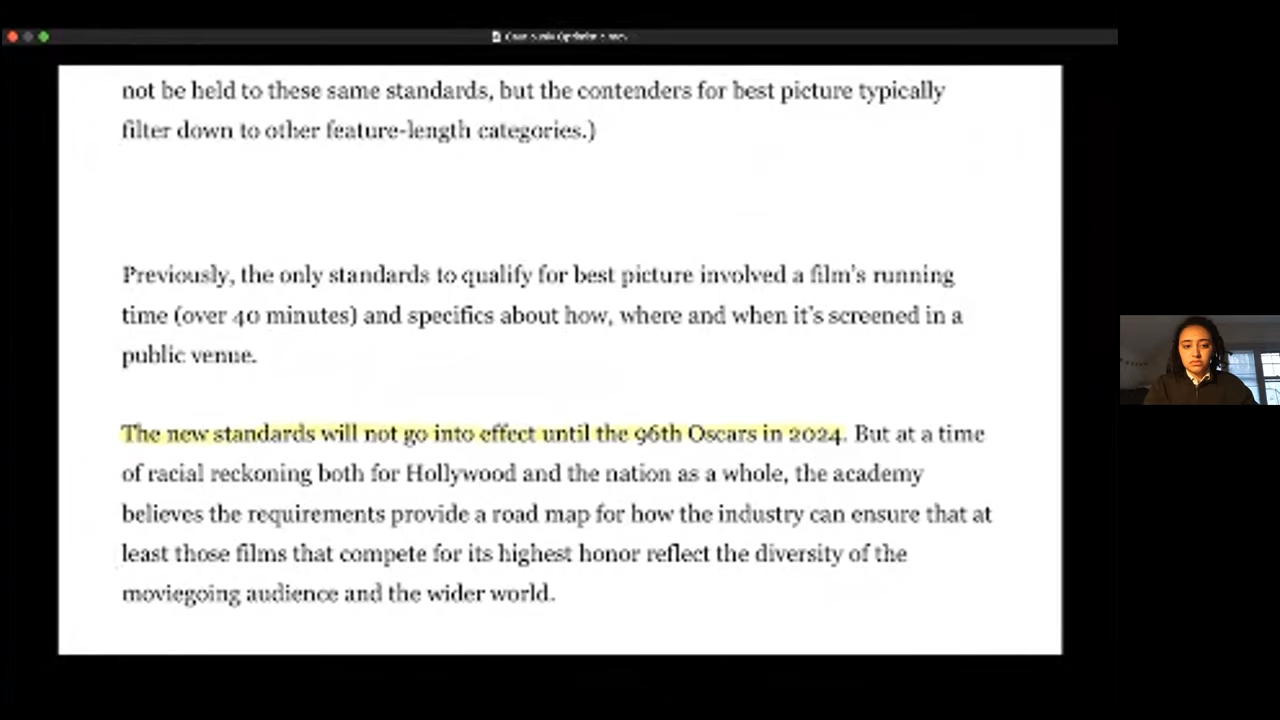 not be held to these same standards, but the contenders for best picture typically
filter down to other feature-length categories.)
Previously, the only standards to qualify for best picture involved a film's running
time (over 40 minutes) and specifics about how, where and when it's screened in a
public venue.
The new standards will not go into effect until the 96th Oscars in 2024. But at a time
of racial reckoning both for Hollywood and the nation as a whole, the academy
believes the requirements provide a road map for how the industry can ensure that at
least those films that compete for its highest honor reflect the diversity of the
moviegoing audience and the wider world.